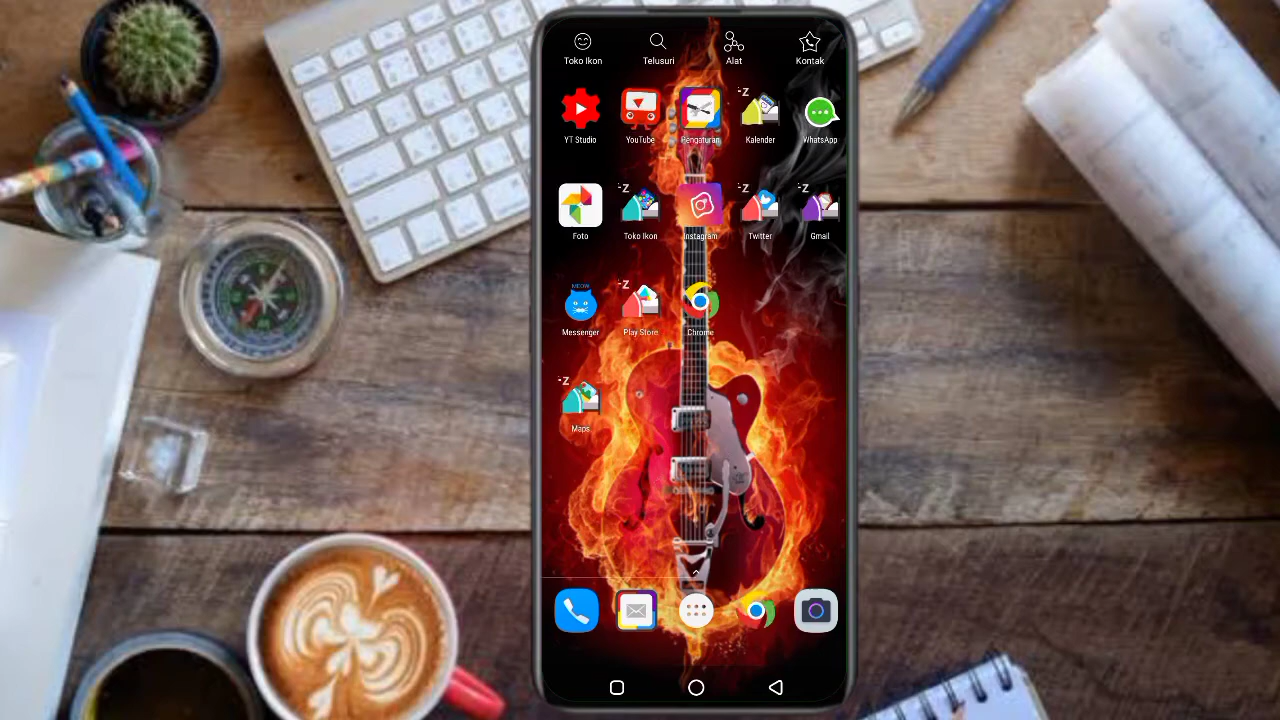 Toko Ikon Telusuri Alat Kontak
YT Studio YouTube Pengaturan Kalender WhatsApp
Foto Toko Ikon Instagram Twitter Gmail
MEOW
Messenger Play Store Chrome
Maps